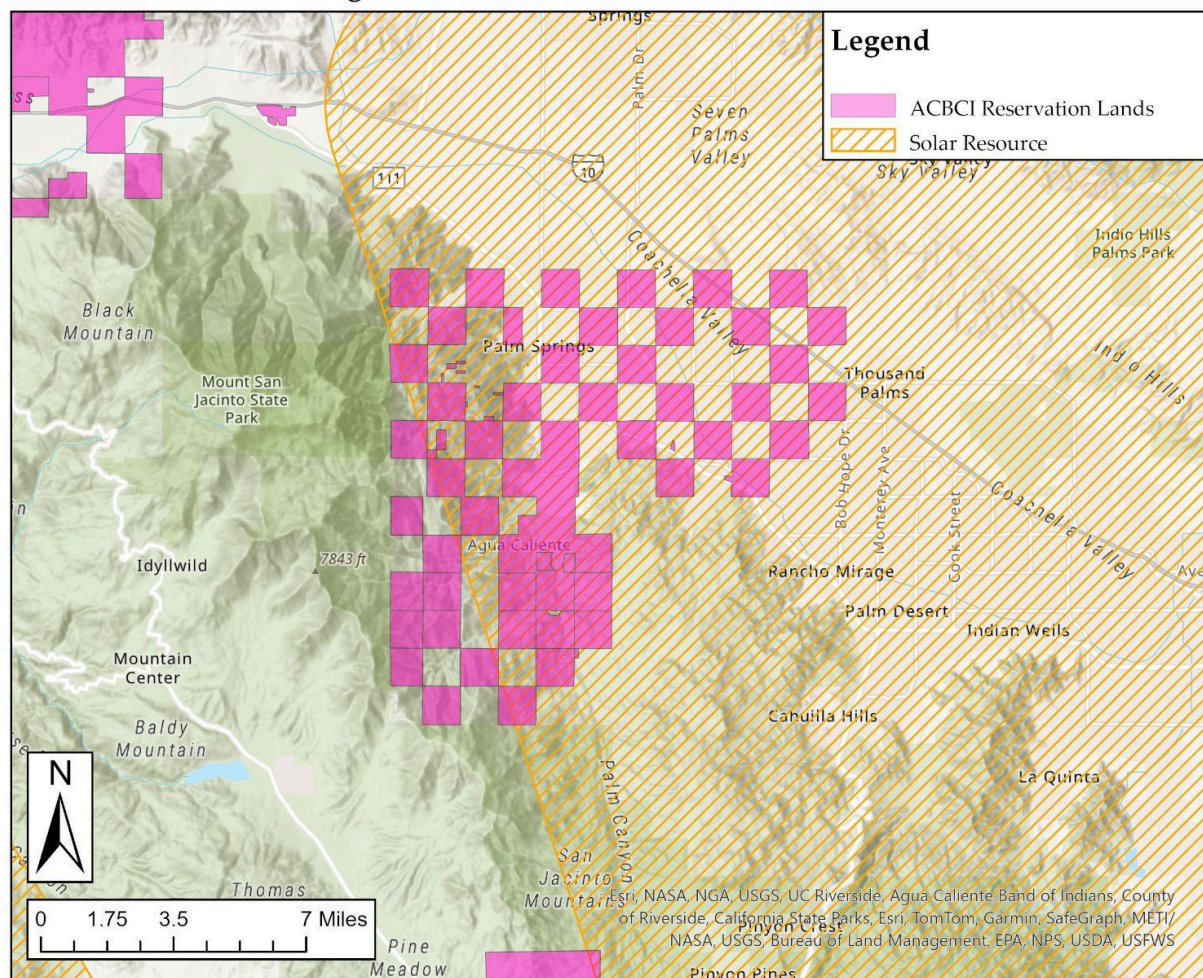 Springs
Legend
ACBCI Reservation Lands
Solar Resource
Palm Dr
Seven
Palms
Valley
Sky Valley
Sky Valley
111
10
Indio Hills
Palms Park
Coachella Valley
Black
Mountain
Palm Springs
Indio Hills
Mount San
Jacinto State
Park
Thousand
Palms
Bob Hope Dr
Monterey Ave
Cook Street
Coachella Valley
Agua Caliente
7843 ft
Idyllwild
Rancho Mirage
Ave
Palm Desert
Indian Wells
Mountain
Center
Cahuilla Hills
Baldy
Mountain
La Quinta
N
Palm Canyon
San
Jacinto
Mountains
Thomas
0 1.75 3.5 7 Miles
Pine
Meadow
Esri, NASA, NGA, USGS, UC Riverside, Agua Caliente Band of Indians, County
of Riverside, California State Parks, Esri, TomTom, Garmin, SafeGraph, METI/
NASA, USGS, Bureau of Land Management, EPA, NPS, USDA, USFWS
Pinyon Crest
Pinyon Pines